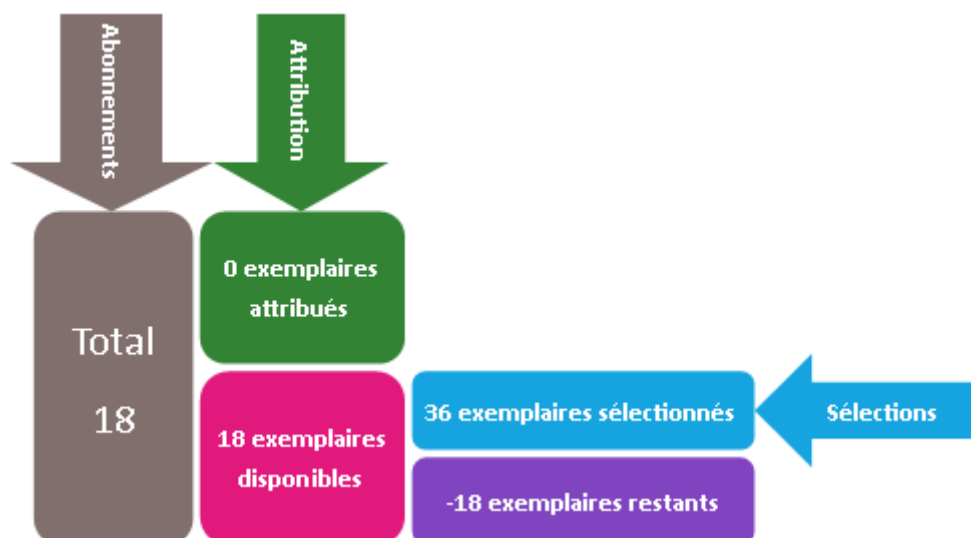 Abonnements
Attribution
0 exemplaires
attribués
Total
18
18 exemplaires
disponibles
36 exemplaires sélectionnés
Sélections
-18 exemplaires restants